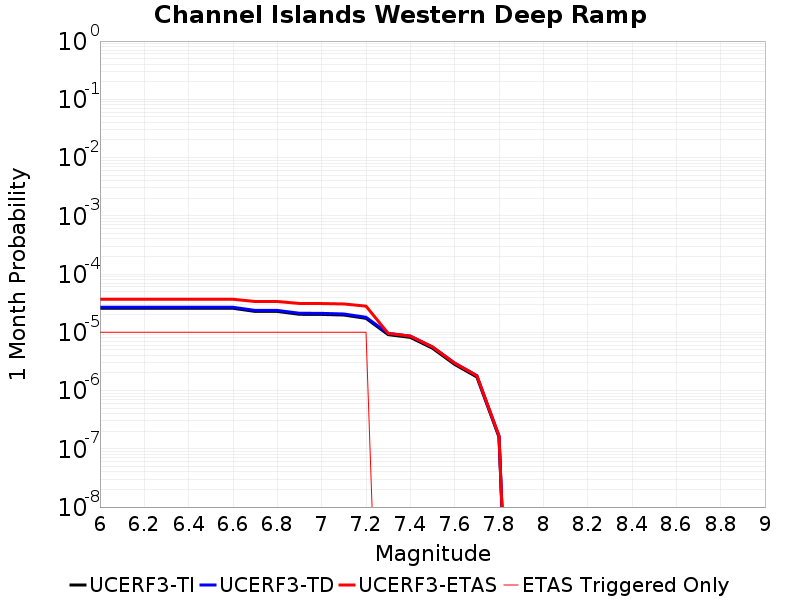 Channel Islands Western Deep Ramp
1 Month Probability
10^0
10^-1
10^-2
10^-3
10^-4
10^-5
10^-6
10^-7
10^-8
6 6.2 6.4 6.6 6.8 7 7.2 7.4 7.6 7.8 8 8.2 8.4 8.6 8.8 9
Magnitude
UCERF3-TI UCERF3-TD UCERF3-ETAS ETAS Triggered Only